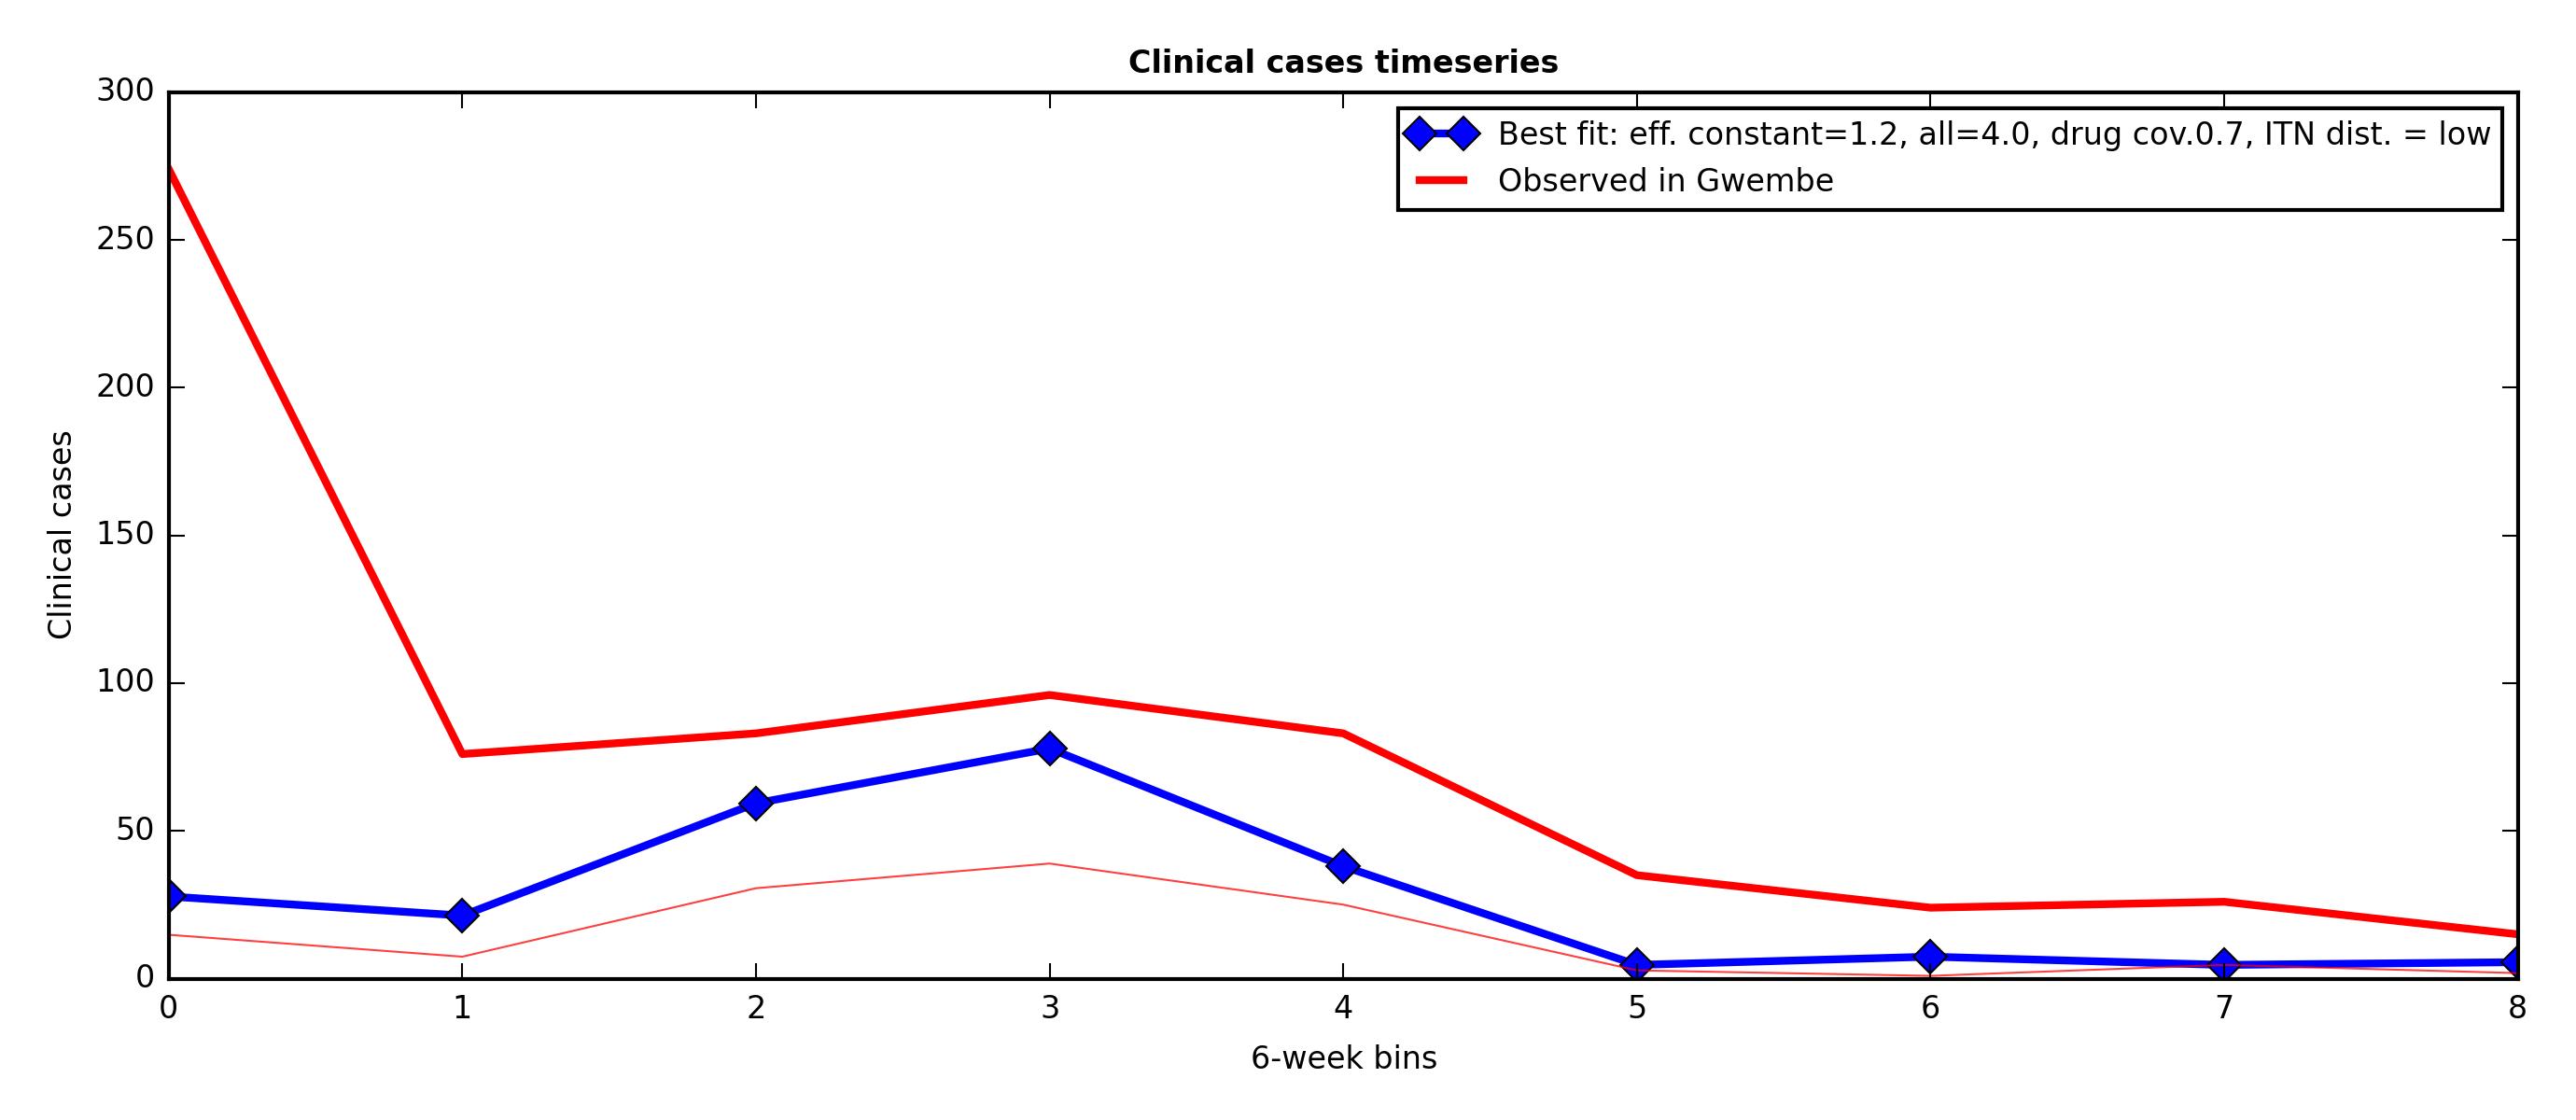 Clinical cases timeseries
300
250
200
150
100
50
0
Clinical cases
Best fit: eff. constant=1.2, all=4.0, drug cov.0.7, ITN dist. = low
Observed in Gwembe
0 1 2 3 4 5 6 7 8
6-week bins